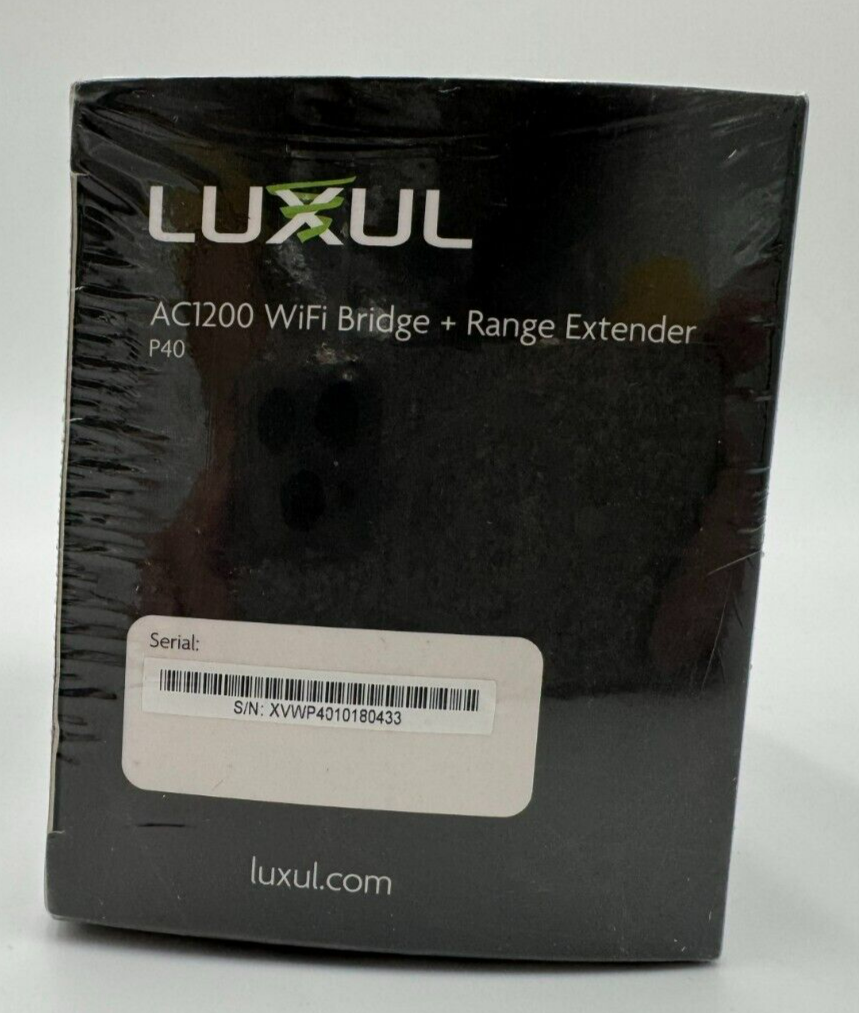 LUXUL
AC1200 WiFi Bridge + Range Extender
P40
Serial:
S/N: XVWP4010180433
luxul.com